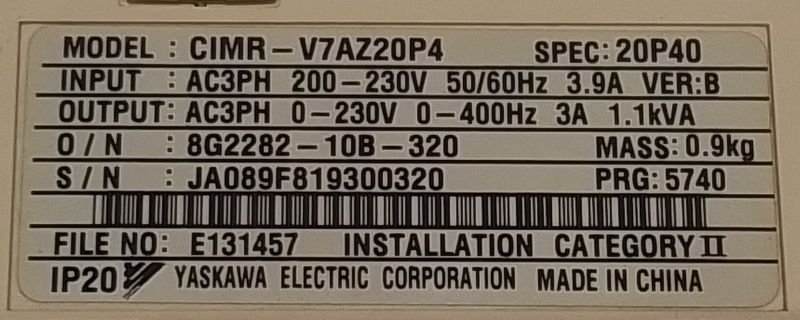 MODEL : CIMR-V7AZ20P4 SPEC: 20P40
INPUT : AC3PH 200-230V 50/60Hz 3.9A VER:B
OUTPUT: AC3PH 0-230V 0-400Hz 3A 1.1kVA
O / N : 8G2282-10B-320 MASS: 0.9kg
S / N : JA089F819300320 PRG: 5740
FILE NO: E131457 INSTALLATION CATEGORY II
IP20 YASKAWA ELECTRIC CORPORATION MADE IN CHINA